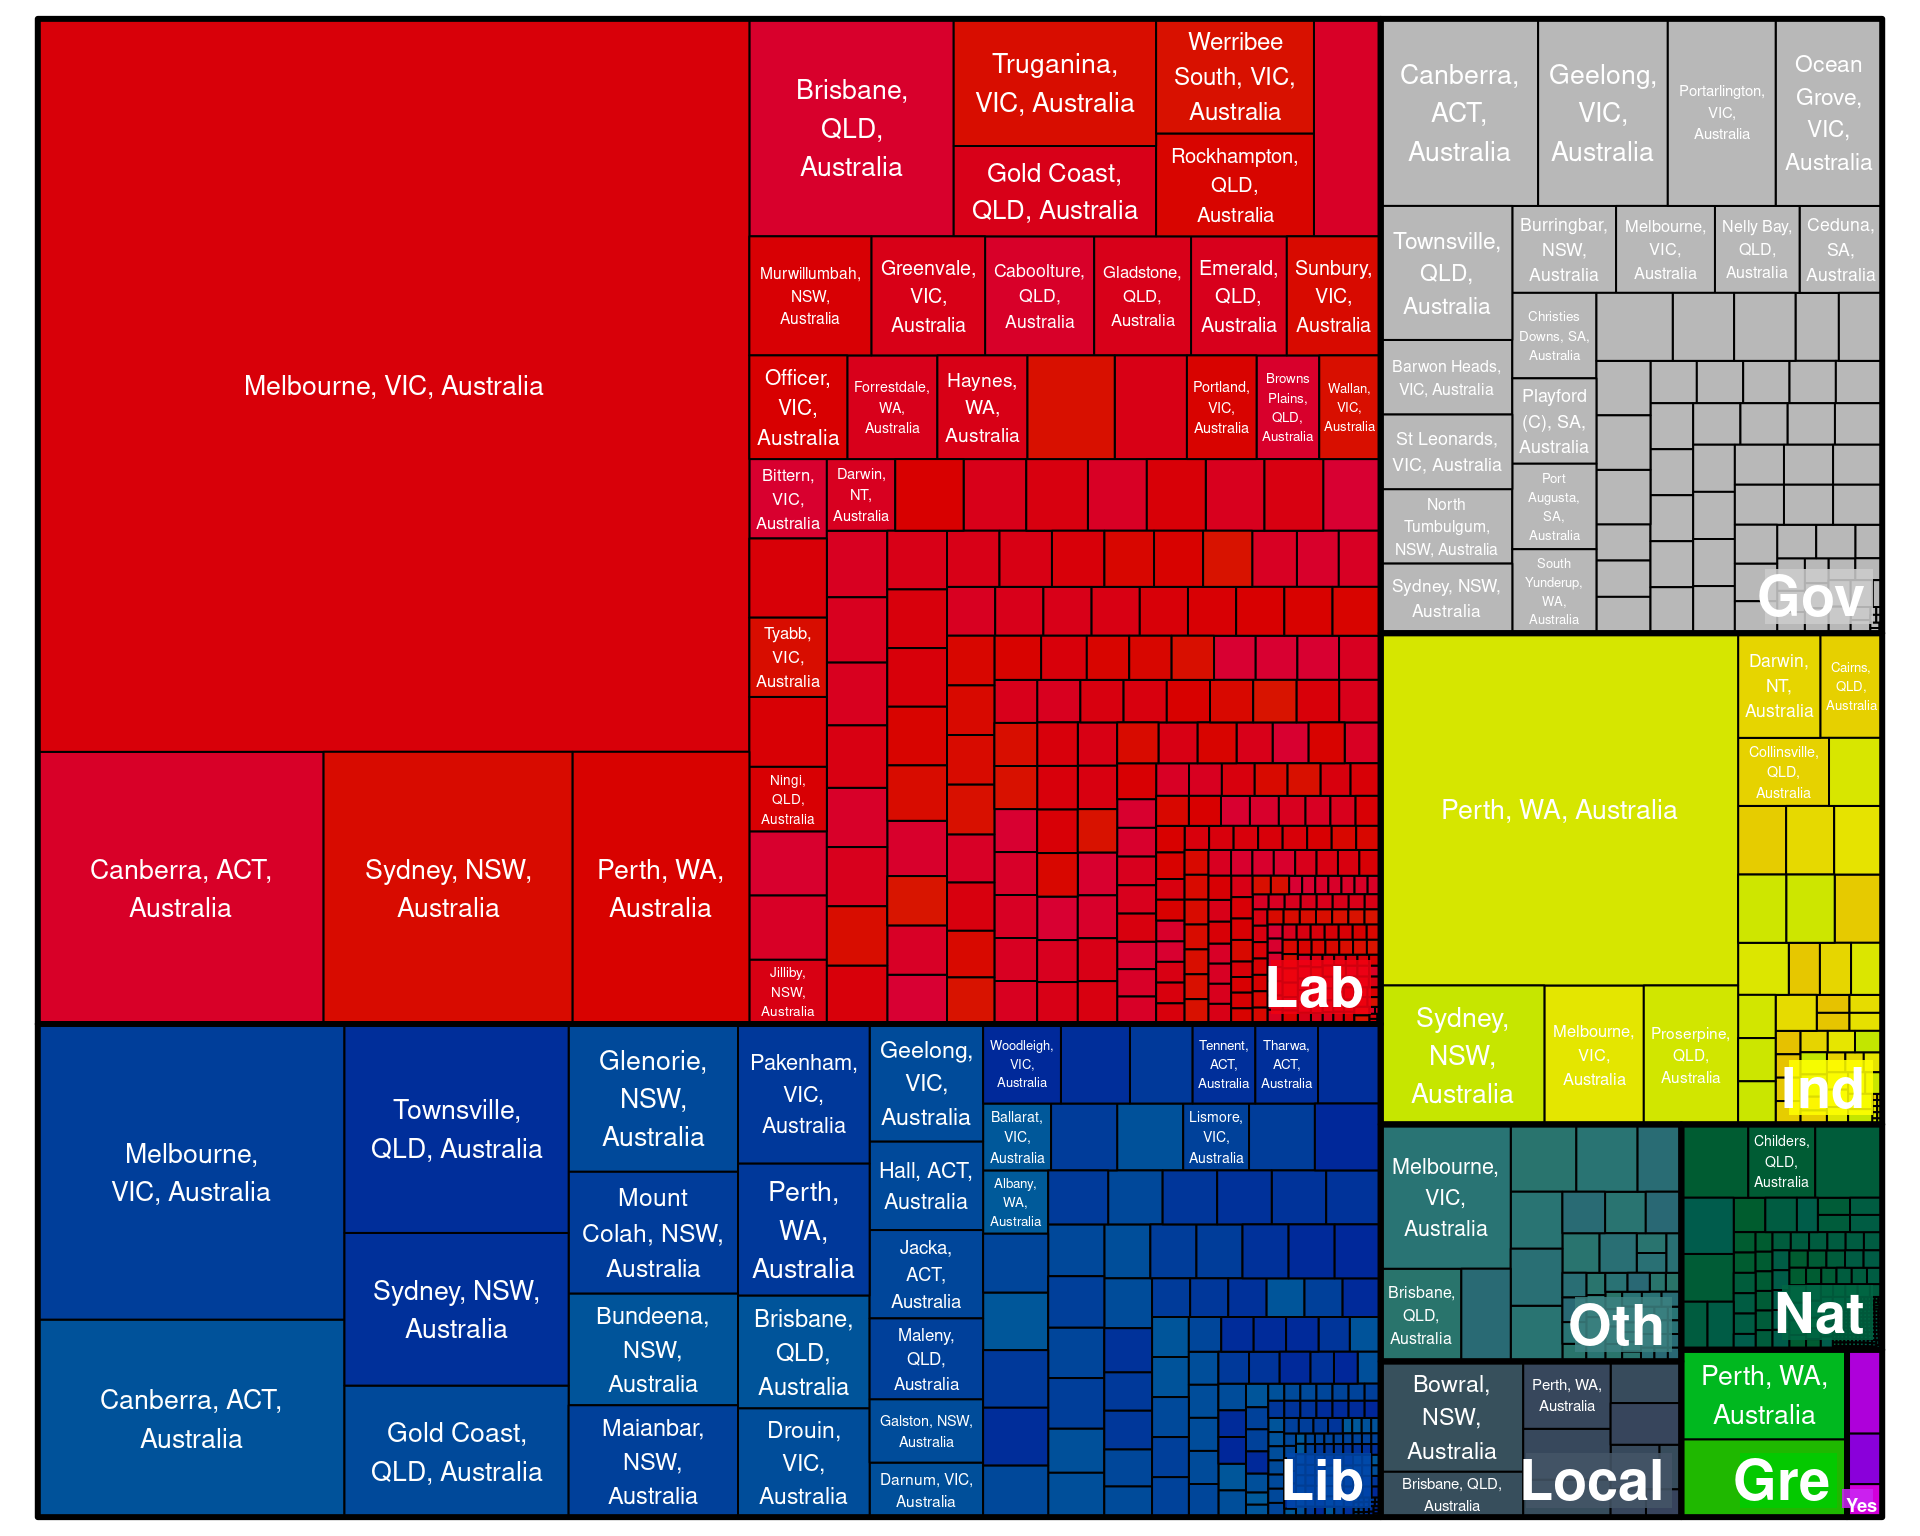 Melbourne, VIC, Australia
Canberra, ACT,
Australia
Sydney, NSW,
Australia
Perth, WA,
Australia
Brisbane,
QLD,
Australia
Truganina,
VIC, Australia
Gold Coast,
QLD, Australia
Werribee
South, VIC,
Australia
Rockhampton,
QLD,
Australia
Murwillumbah,
NSW,
Australia
Greenvale,
VIC,
Australia
Caboolture,
QLD,
Australia
Gladstone,
QLD,
Australia
Emerald,
QLD,
Australia
Sunbury,
VIC,
Australia
Officer,
VIC,
Australia
Forrestdale,
WA,
Australia
Haynes,
WA,
Australia
Portland,
VIC,
Australia
Browns
Plains,
QLD,
Australia
Wallan,
VIC,
Australia
Bittern,
VIC,
Australia
Darwin,
NT,
Australia
Tyabb,
VIC,
Australia
Ningi,
QLD,
Australia
Jilliby,
NSW,
Australia
Lab
Canberra,
ACT,
Australia
Geelong,
VIC,
Australia
Portarlington,
VIC,
Australia
Ocean
Grove,
VIC,
Australia
Townsville,
QLD,
Australia
Burringbar,
NSW,
Australia
Melbourne,
VIC,
Australia
Nelly Bay,
QLD,
Australia
Ceduna,
SA,
Australia
Barwon Heads,
VIC, Australia
St Leonards,
VIC, Australia
North
Tumbulgum,
NSW, Australia
Sydney, NSW,
Australia
Christies
Downs, SA,
Australia
Playford
(C), SA,
Australia
Port
Augusta,
SA,
Australia
South
Yunderup,
WA,
Australia
Gov
Perth, WA, Australia
Darwin,
NT,
Australia
Cairns,
QLD,
Australia
Collinsville,
QLD,
Australia
Sydney,
NSW,
Australia
Melbourne,
VIC,
Australia
Proserpine,
QLD,
Australia
Ind
Melbourne,
VIC, Australia
Canberra, ACT,
Australia
Townsville,
QLD, Australia
Sydney, NSW,
Australia
Gold Coast,
QLD, Australia
Glenorie,
NSW,
Australia
Mount
Colah, NSW,
Australia
Bundeena,
NSW,
Australia
Maianbar,
NSW,
Australia
Pakenham,
VIC,
Australia
Perth,
WA,
Australia
Brisbane,
QLD,
Australia
Drouin,
VIC,
Australia
Geelong,
VIC,
Australia
Hall, ACT,
Australia
Jacka,
ACT,
Australia
Maleny,
QLD,
Australia
Galston, NSW,
Australia
Darnum, VIC,
Australia
Woodleigh,
VIC,
Australia
Tennent,
ACT,
Australia
Tharwa,
ACT,
Australia
Ballarat,
VIC,
Australia
Lismore,
VIC,
Australia
Albany,
WA,
Australia
Lib
Melbourne,
VIC,
Australia
Brisbane,
QLD,
Australia
Oth
Childers,
QLD,
Australia
Nat
Bowral,
NSW,
Australia
Perth, WA,
Australia
Brisbane, QLD,
Australia
Local
Perth, WA,
Australia
Gre
Yes